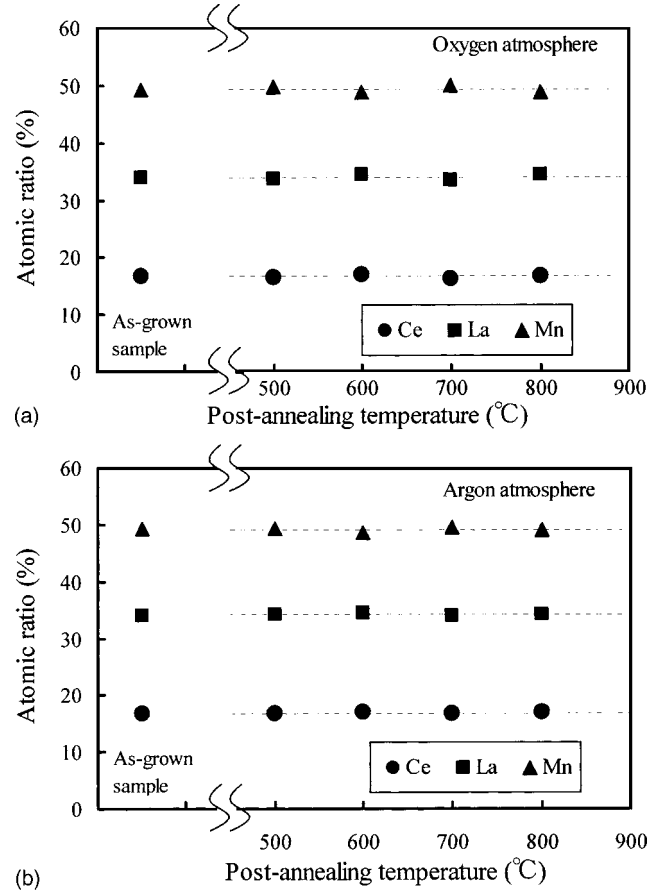 60
Oxygen atmosphere
50
40
30
20
10
0
Atomic ratio (%)
As-grown
sample
Ce La Mn
500 600 700 800 900
(a)
Post-annealing temperature (℃)
60
Argon atmosphere
50
40
30
20
10
0
Atomic ratio (%)
As-grown
sample
Ce La Mn
500 600 700 800 900
(b)
Post-annealing temperature (℃)